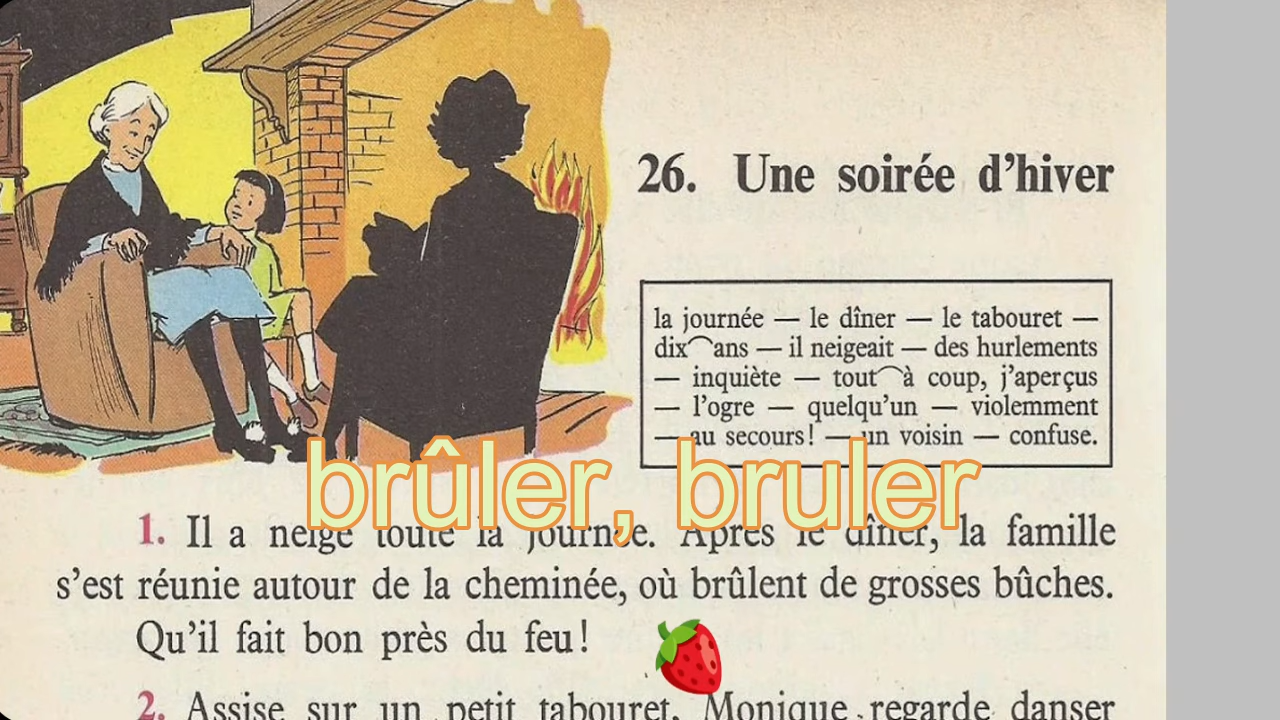 26. Une soirée d'hiver
la journée — le dîner — le tabouret —
dix‿ans — il neigeait — des hurlements
— inquiète — tout‿à coup, j'aperçus
— l'ogre — quelqu'un — violemment
— au secours! — un voisin — confuse.
brûler, bruler
1. Il a neigé toute la journée. Après le dîner, la famille
s'est réunie autour de la cheminée, où brûlent de grosses bûches.
Qu'il fait bon près du feu!
2. Assise sur un petit tabouret, Monique regarde danser